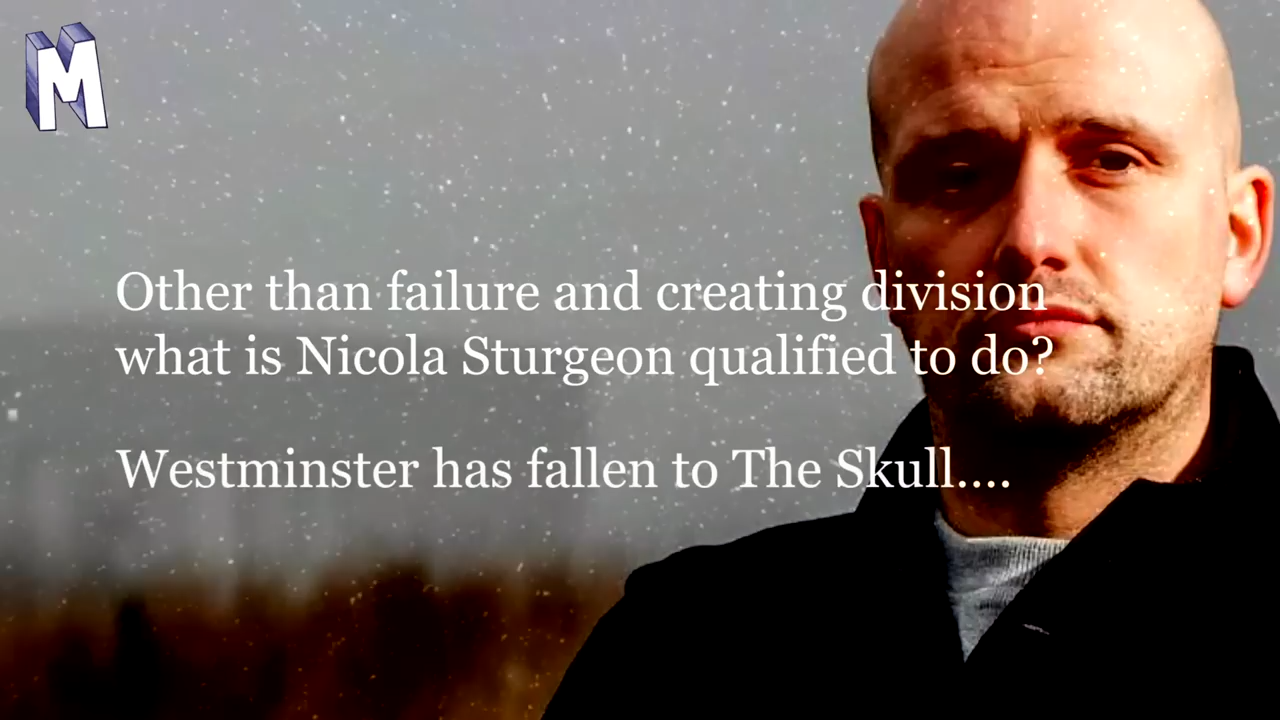 M
Other than failure and creating division
what is Nicola Sturgeon qualified to do?
Westminster has fallen to The Skull....